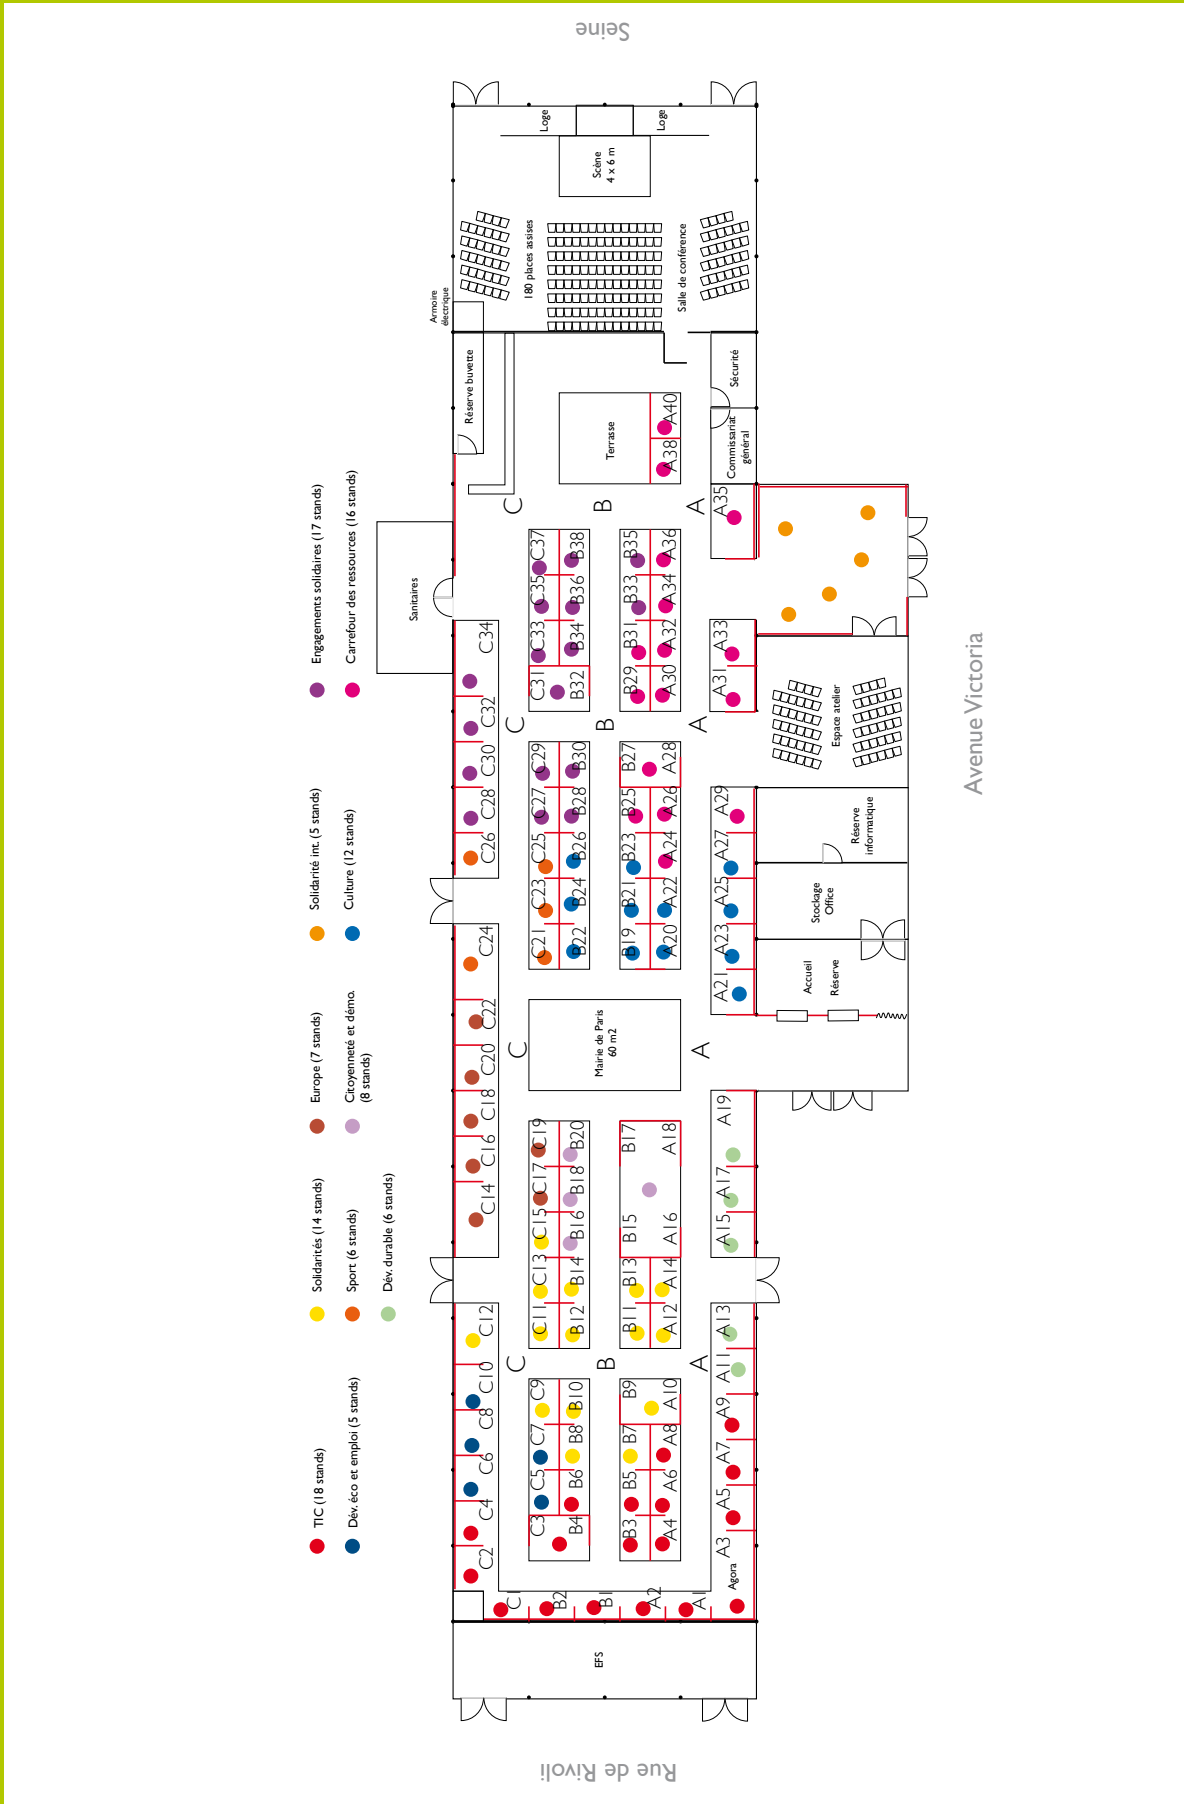 Seine
Loge
Loge
Scène
4 x 6 m
180 places assises
Salle de conférence
Armoire
électrique
Réserve buvette
Sécurité
Commissariat
général
Terrasse
A40
A38
A35
Sanitaires
Engagements solidaires (17 stands)
Carrefour des ressources (16 stands)
Solidarité int. (5 stands)
Culture (12 stands)
Europe (7 stands)
Citoyenneté et démo.
(8 stands)
Solidarités (14 stands)
Sport (6 stands)
Dév. durable (6 stands)
TIC (18 stands)
Dév. éco et emploi (5 stands)
C
B
A
C37
B38
B35
A36
C35
B36
B33
A34
C33
B34
B31
A32
C31
B32
B29
A30
A33
A31
C34
C32
C30
C28
C26
C
B
A
Espace atelier
Avenue Victoria
C29
B30
B27
A28
C27
B28
B25
A26
C25
B26
B23
A24
C23
B24
B21
A22
C21
B22
B19
A20
A29
A27
A25
A23
A21
Réserve
informatique
Stockage
Office
Accueil
Réserve
C24
C22
C20
C18
C16
C14
C
Mairie de Paris
60 m2
A
C19
B20
B17
A18
C17
B18
C15
B16
B15
A16
C13
B14
B13
A14
C11
B12
B11
A12
A19
A17
A15
A13
A11
A9
A7
A5
A3
C12
C10
C8
C6
C4
C2
C
B
A
C9
B10
B9
A10
C7
B8
B7
A8
C5
B6
B5
A6
C3
B4
B3
A4
C1
B2
B1
A2
A1
Agora
EFS
Rue de Rivoli